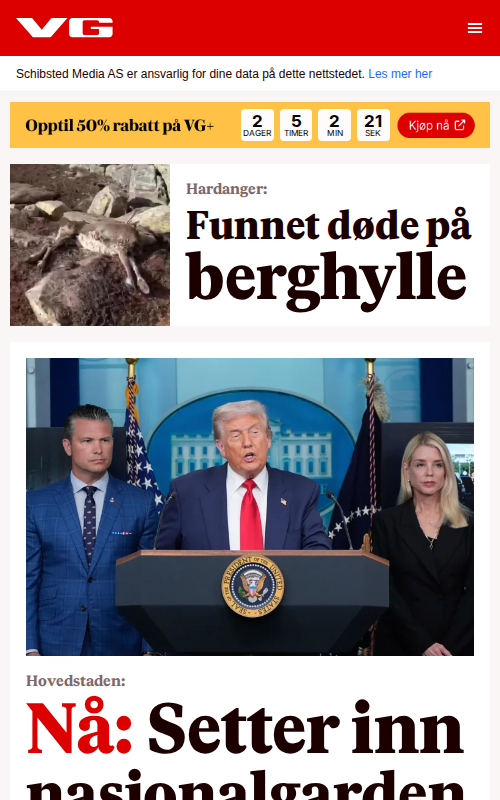 VG
Schibsted Media AS er ansvarlig for dine data på dette nettstedet. Les mer her
Opptil 50% rabatt på VG+
2 5 2 21
DAGER TIMER MIN SEK
Kjøp nå
Hardanger:
Funnet døde på
berghylle
Hovedstaden:
Nå: Setter inn
nasjonalgarden